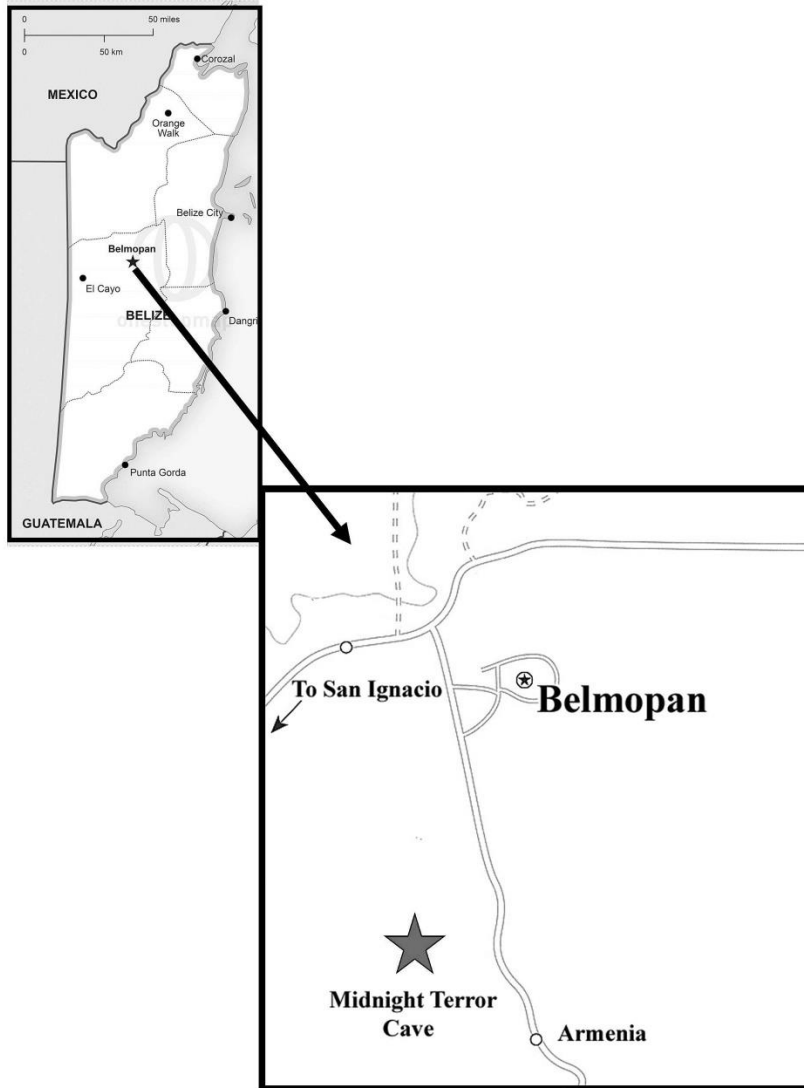 0 50 miles
0 50 km
Corozal
MEXICO
Orange
Walk
Belize City
Belmopan
El Cayo
BELIZE
Dangri
Punta Gorda
GUATEMALA
To San Ignacio
Belmopan
Midnight Terror
Cave
Armenia